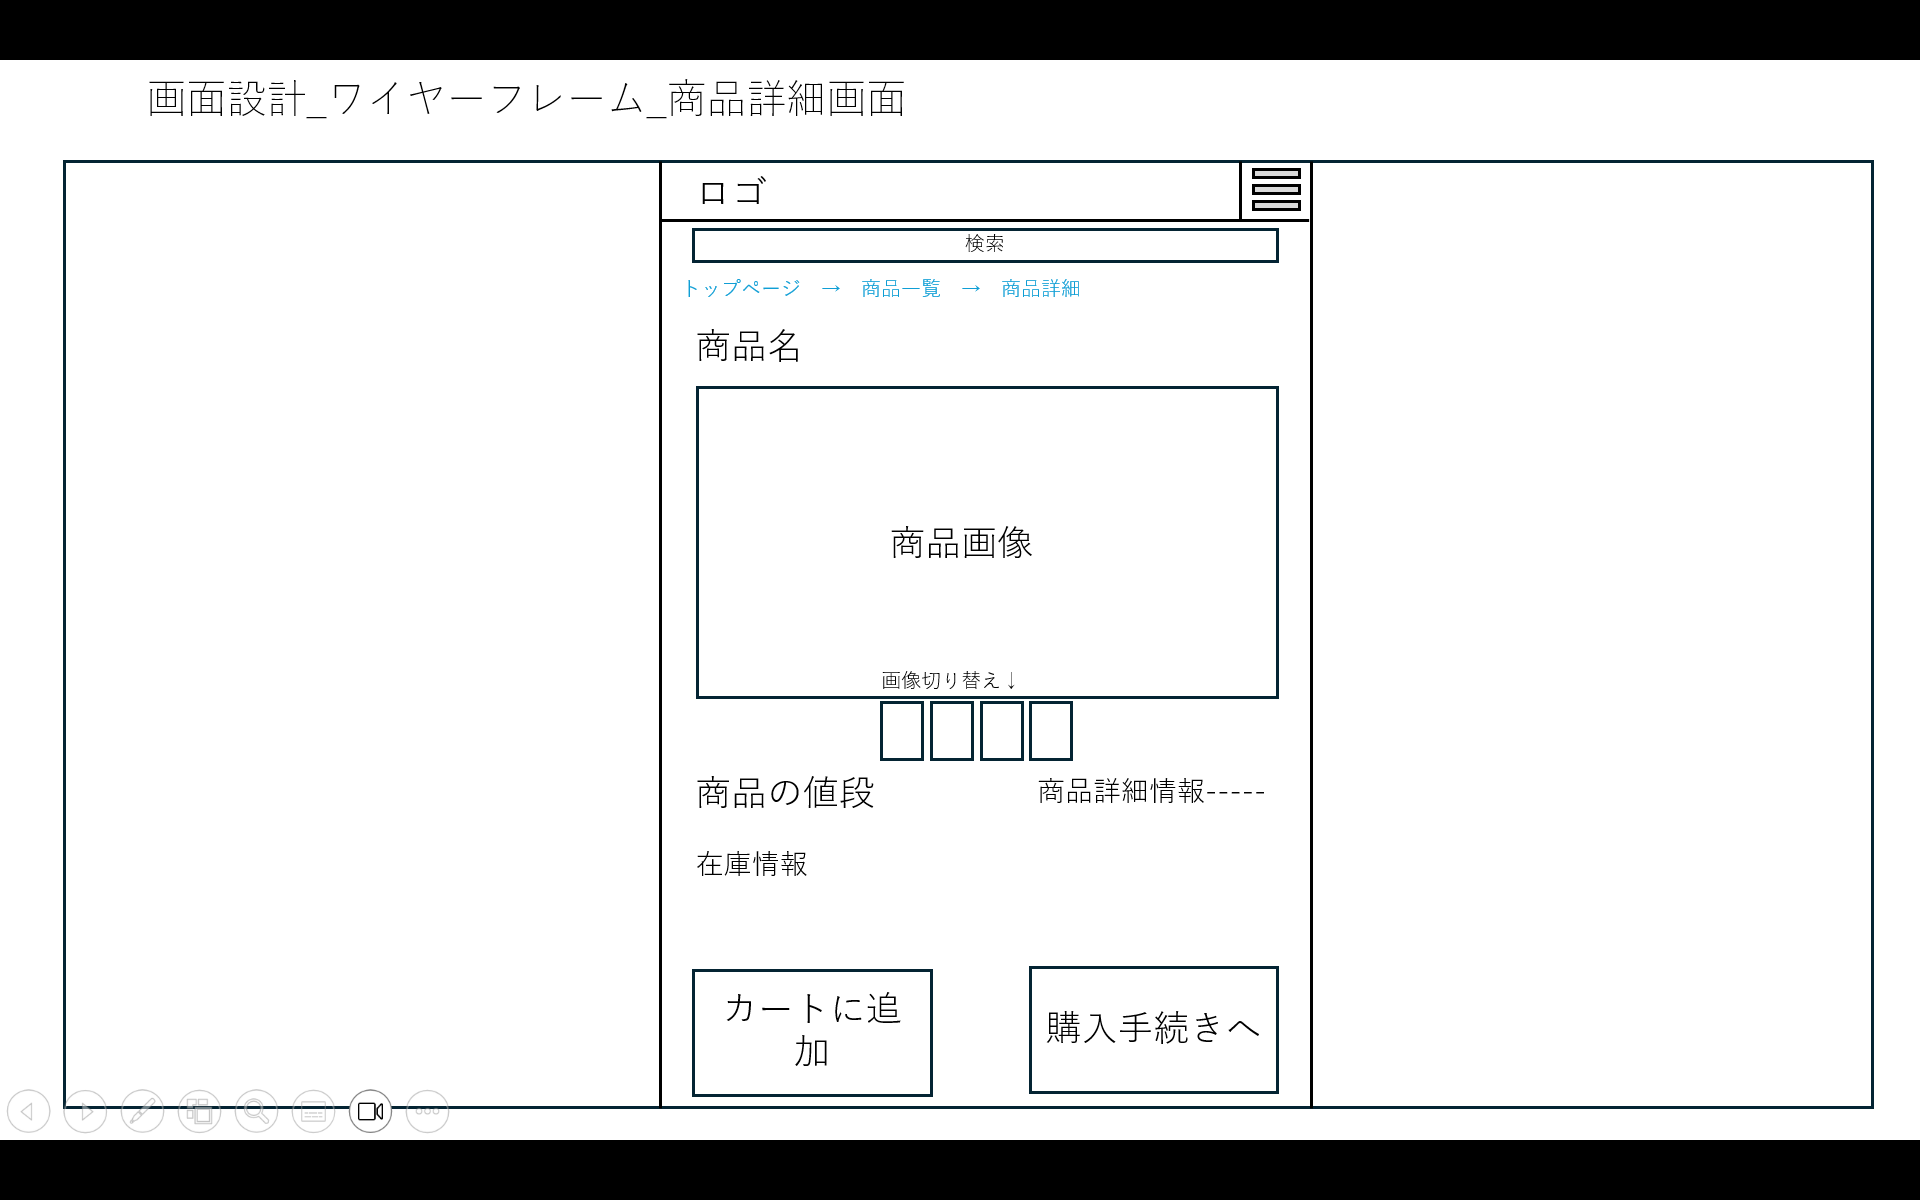 画面設計_ワイヤーフレーム_商品詳細画面
ロゴ
検索
トップページ　→　商品一覧　→　商品詳細
商品名
商品画像
画像切り替え↓
商品の値段
商品詳細情報-----
在庫情報
カートに追
加
購入手続きへ